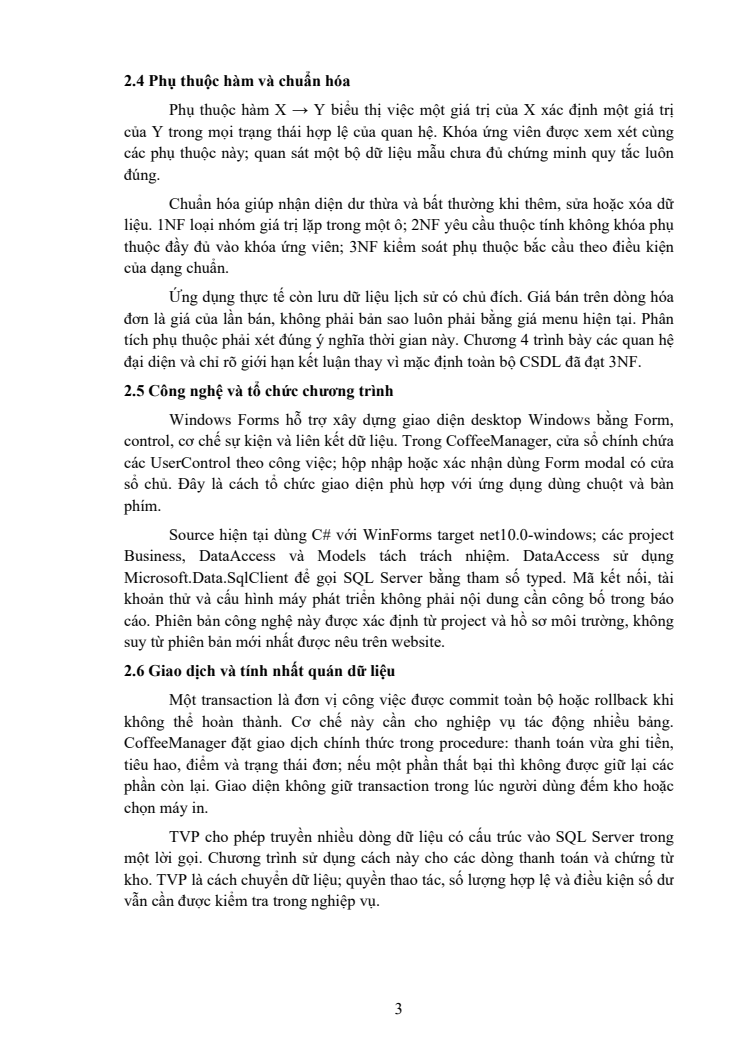 2.4 Phụ thuộc hàm và chuẩn hóa
Phụ thuộc hàm X → Y biểu thị việc một giá trị của X xác định một giá trị
của Y trong mọi trạng thái hợp lệ của quan hệ. Khóa ứng viên được xem xét cùng
các phụ thuộc này; quan sát một bộ dữ liệu mẫu chưa đủ chứng minh quy tắc luôn
đúng.
Chuẩn hóa giúp nhận diện dư thừa và bất thường khi thêm, sửa hoặc xóa dữ
liệu. 1NF loại nhóm giá trị lặp trong một ô; 2NF yêu cầu thuộc tính không khóa phụ
thuộc đầy đủ vào khóa ứng viên; 3NF kiểm soát phụ thuộc bắc cầu theo điều kiện
của dạng chuẩn.
Ứng dụng thực tế còn lưu dữ liệu lịch sử có chủ đích. Giá bán trên dòng hóa
đơn là giá của lần bán, không phải bản sao luôn phải bằng giá menu hiện tại. Phân
tích phụ thuộc phải xét đúng ý nghĩa thời gian này. Chương 4 trình bày các quan hệ
đại diện và chỉ rõ giới hạn kết luận thay vì mặc định toàn bộ CSDL đã đạt 3NF.
2.5 Công nghệ và tổ chức chương trình
Windows Forms hỗ trợ xây dựng giao diện desktop Windows bằng Form,
control, cơ chế sự kiện và liên kết dữ liệu. Trong CoffeeManager, cửa sổ chính chứa
các UserControl theo công việc; hộp nhập hoặc xác nhận dùng Form modal có cửa
sổ chủ. Đây là cách tổ chức giao diện phù hợp với ứng dụng dùng chuột và bàn
phím.
Source hiện tại dùng C# với WinForms target net10.0-windows; các project
Business, DataAccess và Models tách trách nhiệm. DataAccess sử dụng
Microsoft.Data.SqlClient để gọi SQL Server bằng tham số typed. Mã kết nối, tài
khoản thử và cấu hình máy phát triển không phải nội dung cần công bố trong báo
cáo. Phiên bản công nghệ này được xác định từ project và hồ sơ môi trường, không
suy từ phiên bản mới nhất được nêu trên website.
2.6 Giao dịch và tính nhất quán dữ liệu
Một transaction là đơn vị công việc được commit toàn bộ hoặc rollback khi
không thể hoàn thành. Cơ chế này cần cho nghiệp vụ tác động nhiều bảng.
CoffeeManager đặt giao dịch chính thức trong procedure: thanh toán vừa ghi tiền,
tiêu hao, điểm và trạng thái đơn; nếu một phần thất bại thì không được giữ lại các
phần còn lại. Giao diện không giữ transaction trong lúc người dùng đếm kho hoặc
chọn máy in.
TVP cho phép truyền nhiều dòng dữ liệu có cấu trúc vào SQL Server trong
một lời gọi. Chương trình sử dụng cách này cho các dòng thanh toán và chứng từ
kho. TVP là cách chuyển dữ liệu; quyền thao tác, số lượng hợp lệ và điều kiện số dư
vẫn cần được kiểm tra trong nghiệp vụ.
3